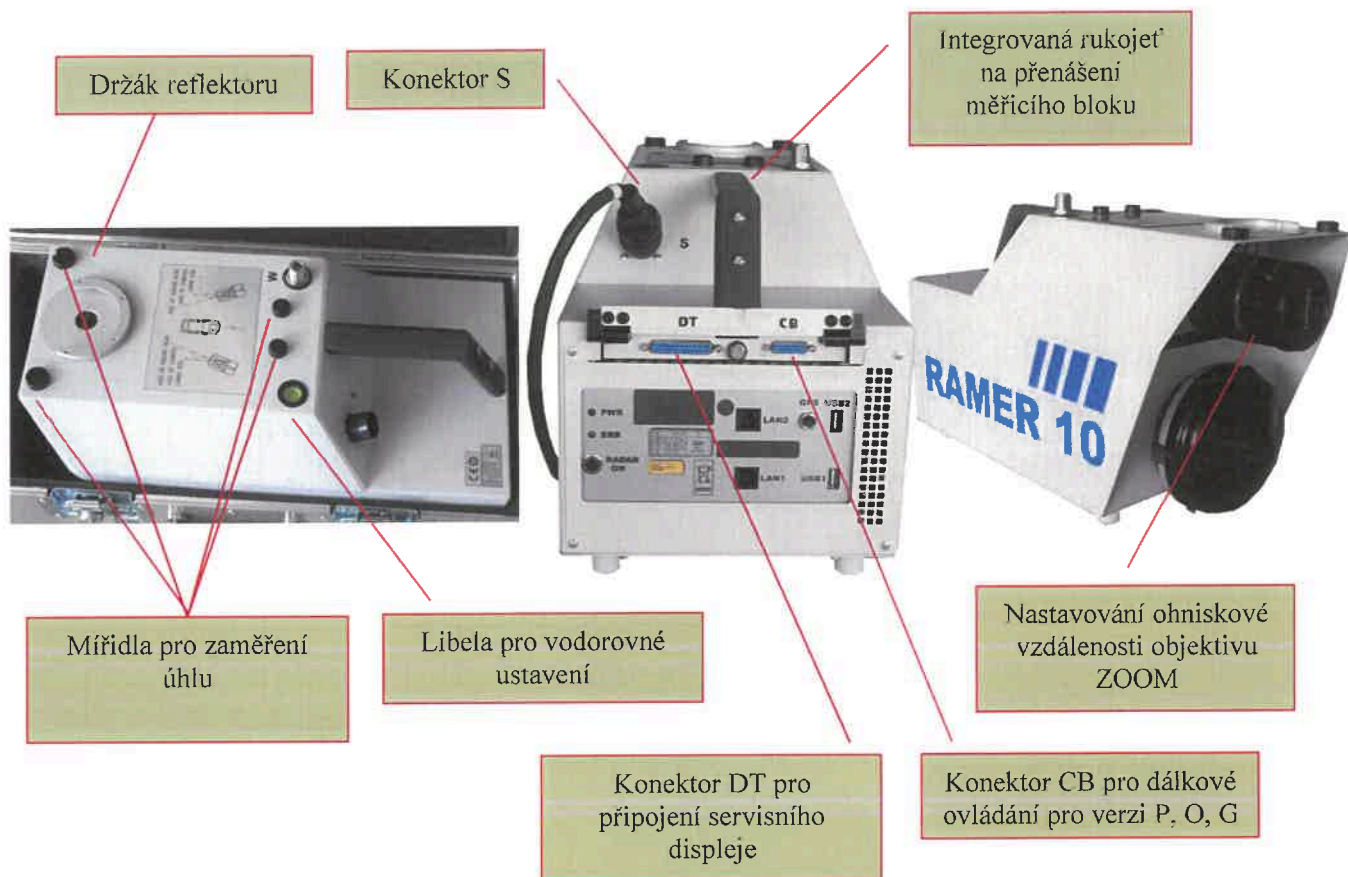 Držák reflektoru
Konektor S
Integrovaná rukojeť
na přenášení
měřicího bloku
W
S
DT
CB
PWR
ERR
RADAR
ON
LAN2
GPS
USB2
LAN1
USB1
CE
RAMER 10
Mířidla pro zaměření
úhlu
Libela pro vodorovné
ustavení
Nastavování ohniskové
vzdálenosti objektivu
ZOOM
Konektor DT pro
připojení servisního
displeje
Konektor CB pro dálkové
ovládání pro verzi P, O, G